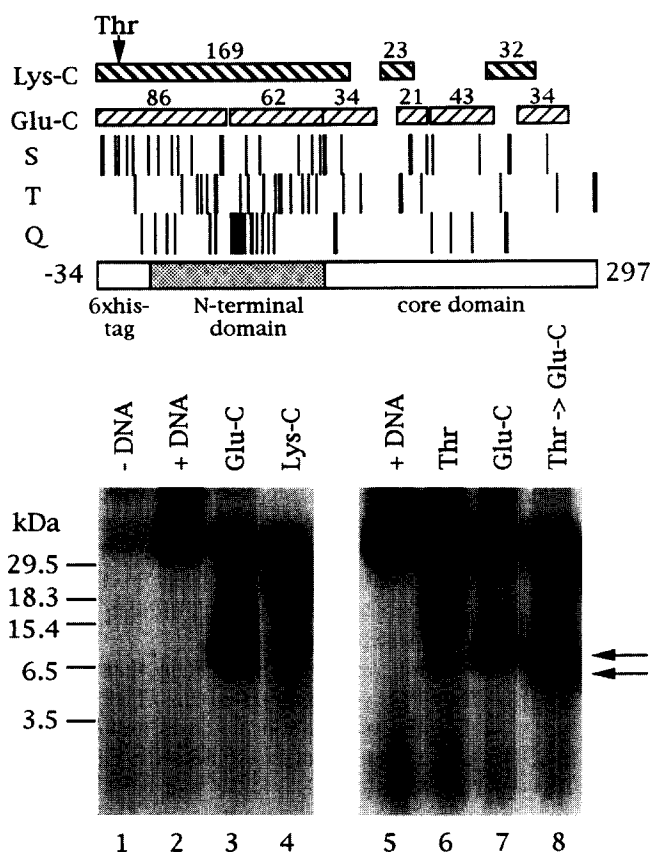 Thr
169 23 32
Lys-C
86 62 34 21 43 34
Glu-C
S
T
Q
-34 297
6xhis-tag N-terminal domain core domain
- DNA
+ DNA
Glu-C
Lys-C
+ DNA
Thr
Glu-C
Thr -> Glu-C
kDa
29.5
18.3
15.4
6.5
3.5
1 2 3 4 5 6 7 8